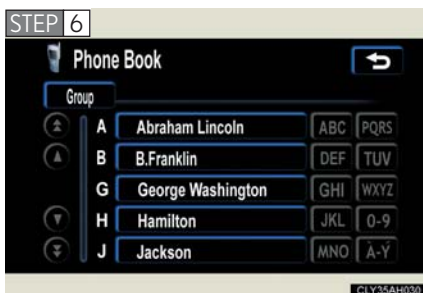 STEP 6
Phone Book
Group
A Abraham Lincoln ABC PQRS
B B.Franklin DEF TUV
G George Washington GHI WXYZ
H Hamilton JKL 0-9
J Jackson MNO À-Ý
CLY35AH030